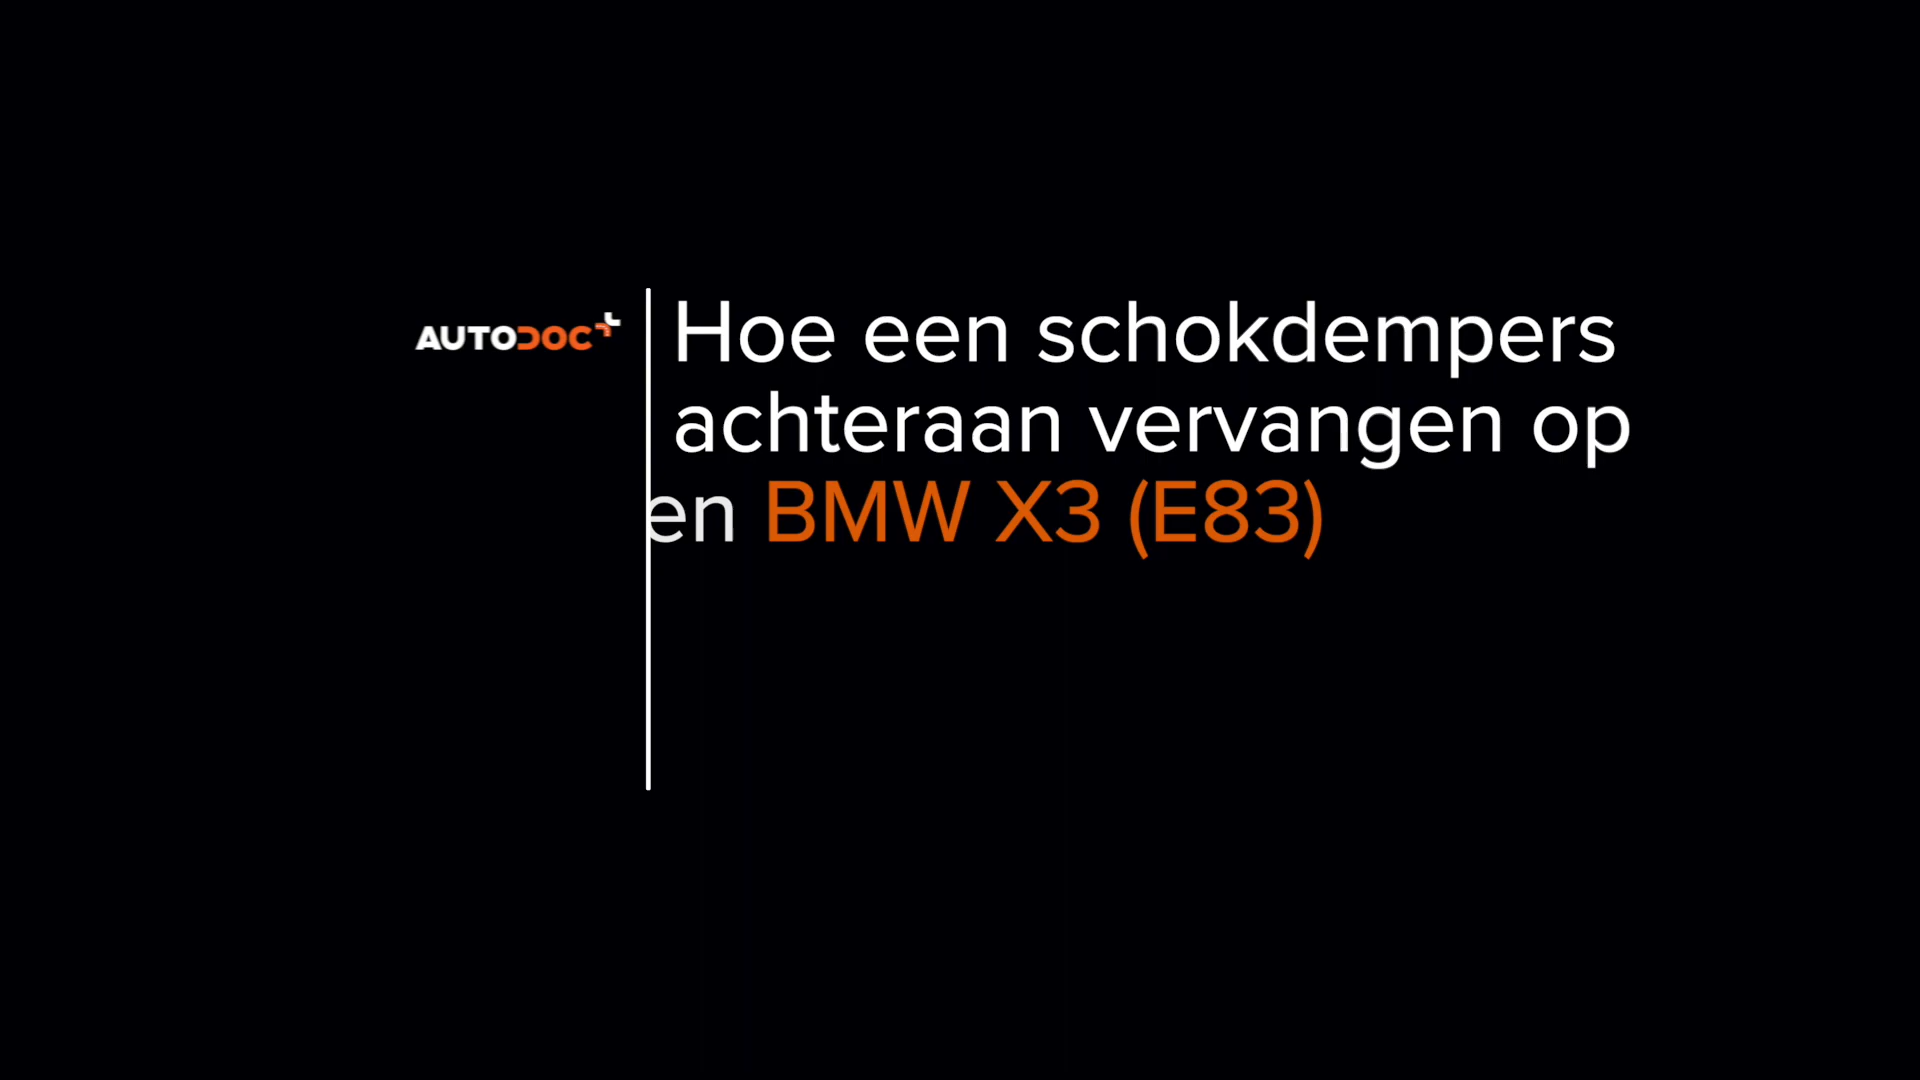 AUTODOC
Hoe een schokdempers
achteraan vervangen op
en BMW X3 (E83)